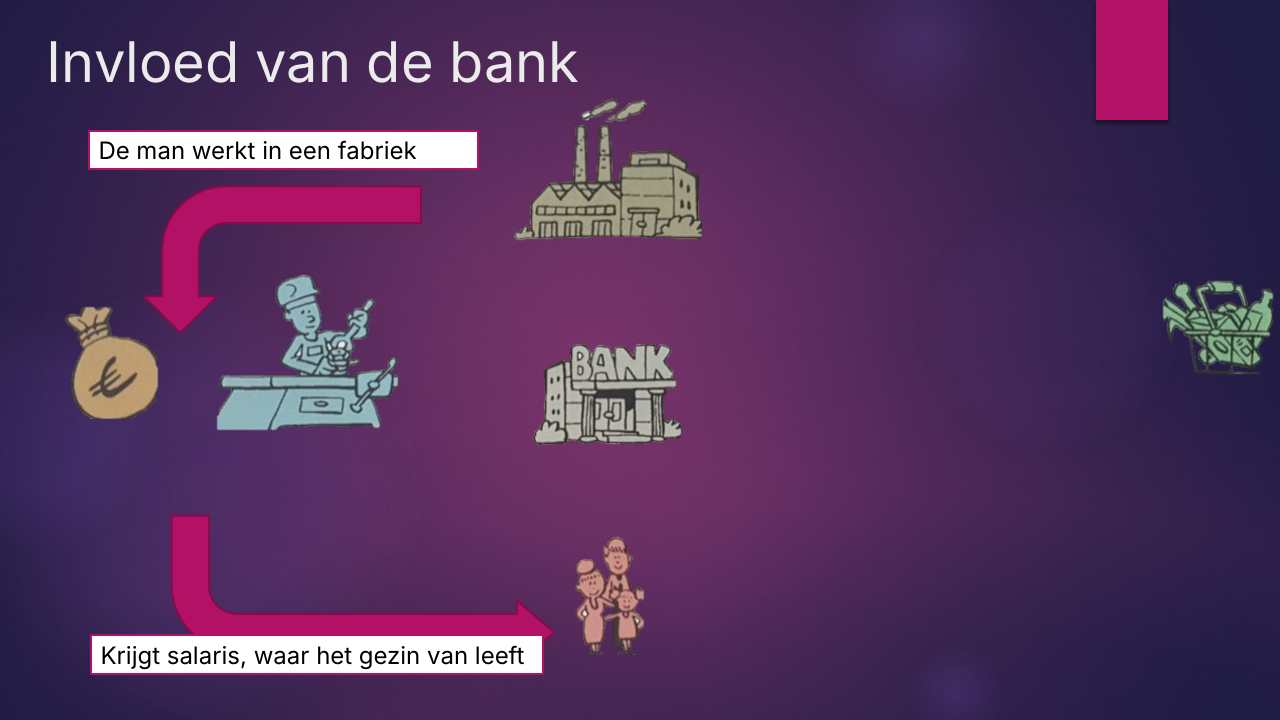 Invloed van de bank
De man werkt in een fabriek
€
BANK
Krijgt salaris, waar het gezin van leeft